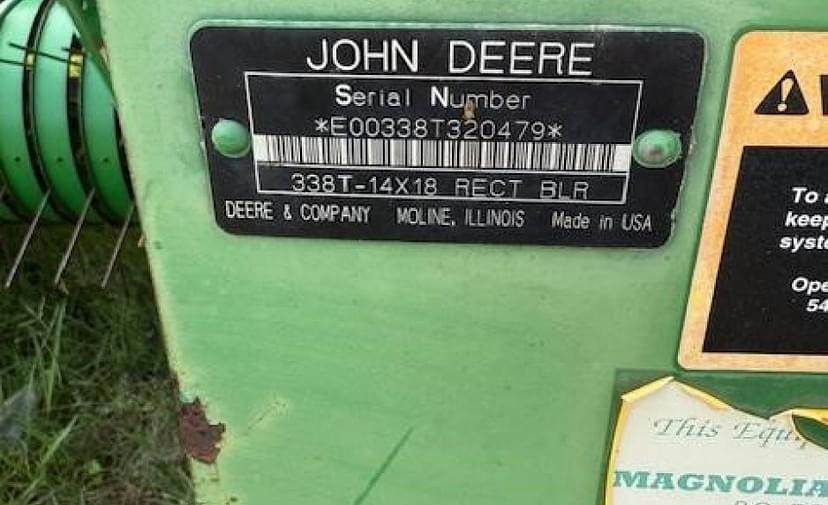 JOHN DEERE
Serial Number
*E00338T320479*
338T-14X18 RECT BLR
DEERE & COMPANY MOLINE, ILLINOIS Made in USA
To
keep
syste
Ope
54
This Equ
MAGNOLIA